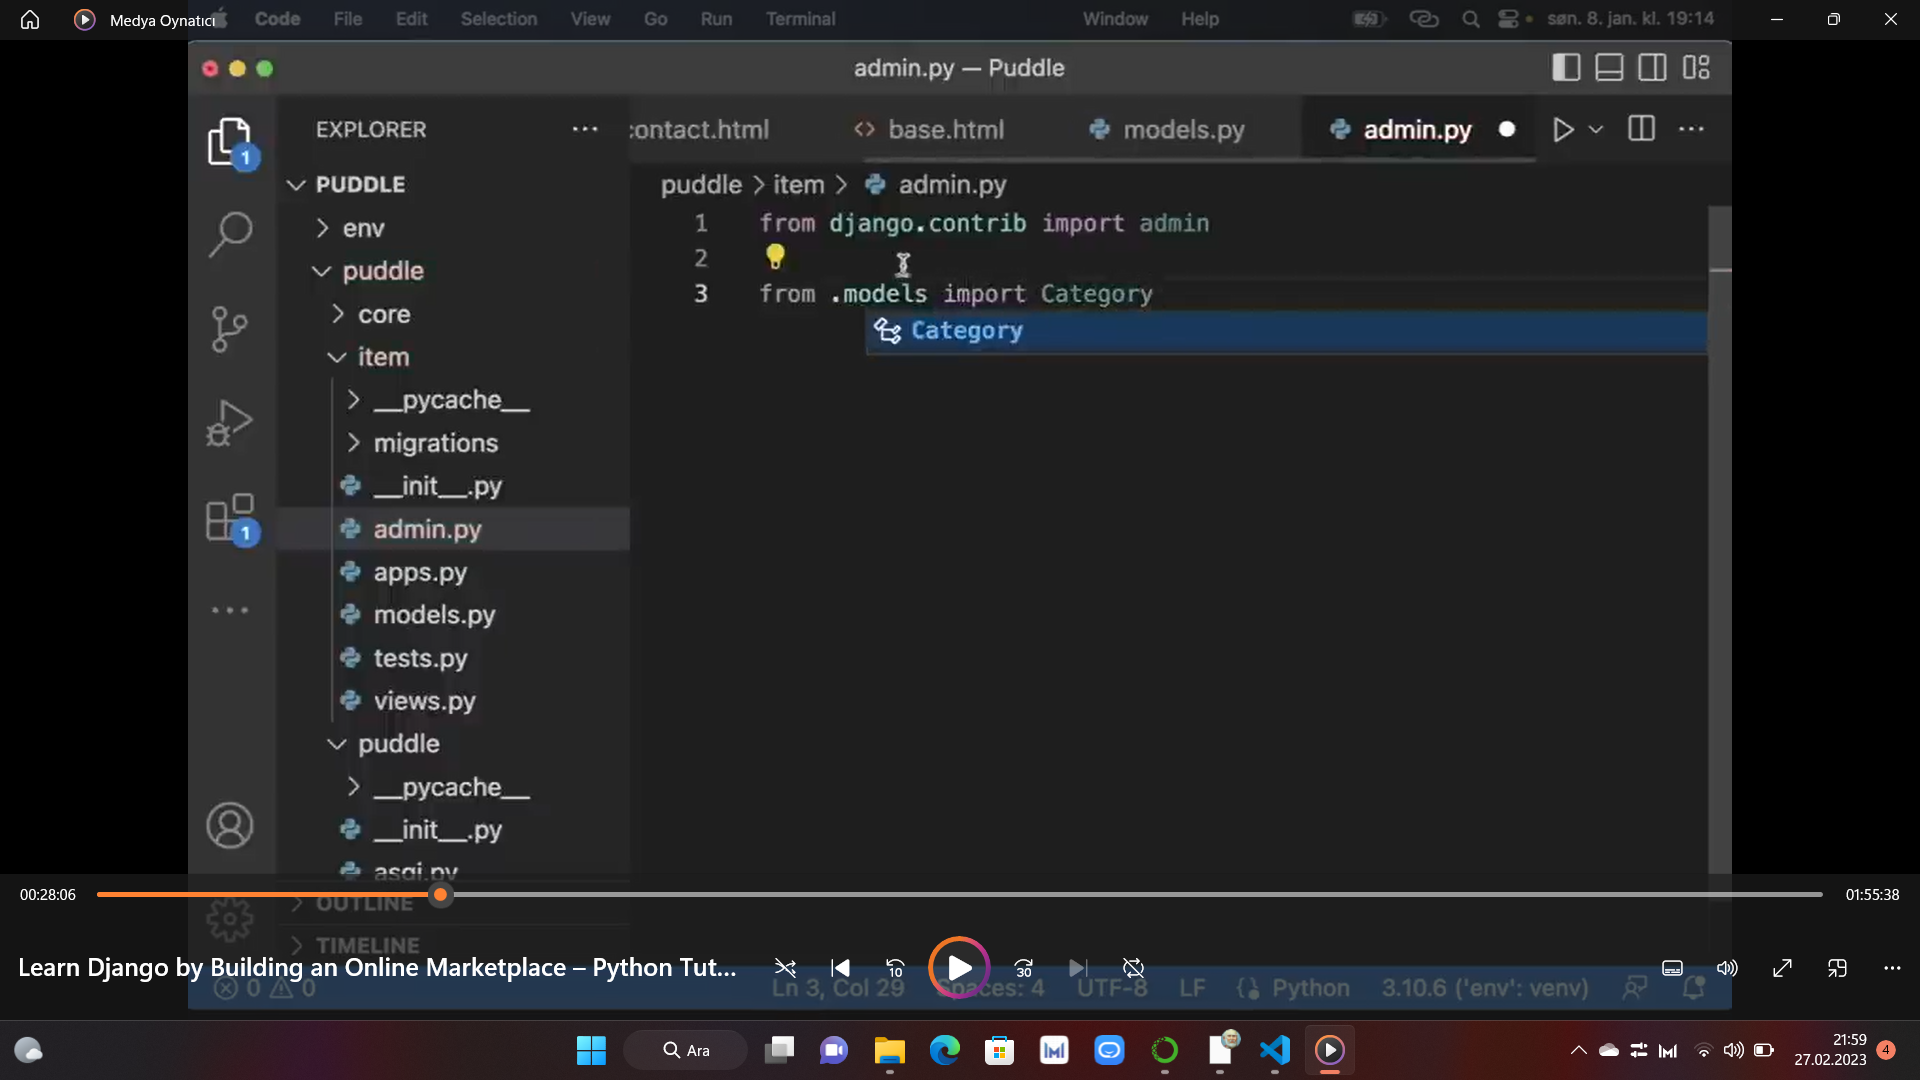 Medya Oynatıcı
Code File Edit Selection View Go Run Terminal Window Help søn. 8. jan. kl. 19:14
admin.py — Puddle
EXPLORER
contact.html
base.html
models.py
admin.py
1
PUDDLE
puddle > item > admin.py
env
puddle
core
item
__pycache__
migrations
__init__.py
admin.py
apps.py
models.py
tests.py
views.py
puddle
__pycache__
__init__.py
asgi.py
OUTLINE
TIMELINE
1
1 from django.contrib import admin
2
3 from .models import Category
Category
00:28:06
01:55:38
Learn Django by Building an Online Marketplace – Python Tut...
10
30
0 0 Ln 3, Col 29 Spaces: 4 UTF-8 LF Python 3.10.6 ('env': venv)
Ara
21:59
27.02.2023
4